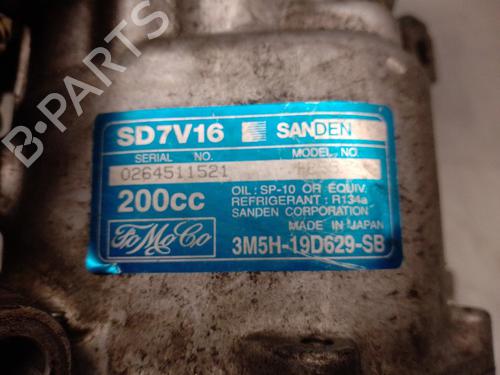 SD7V16 SANDEN
SERIAL NO. MODEL NO.
0264511521
200cc OIL: SP-10 OR EQUIV.
REFRIGERANT: R134a
SANDEN CORPORATION
MADE IN JAPAN
FoMoCo 3M5H-19D629-SB